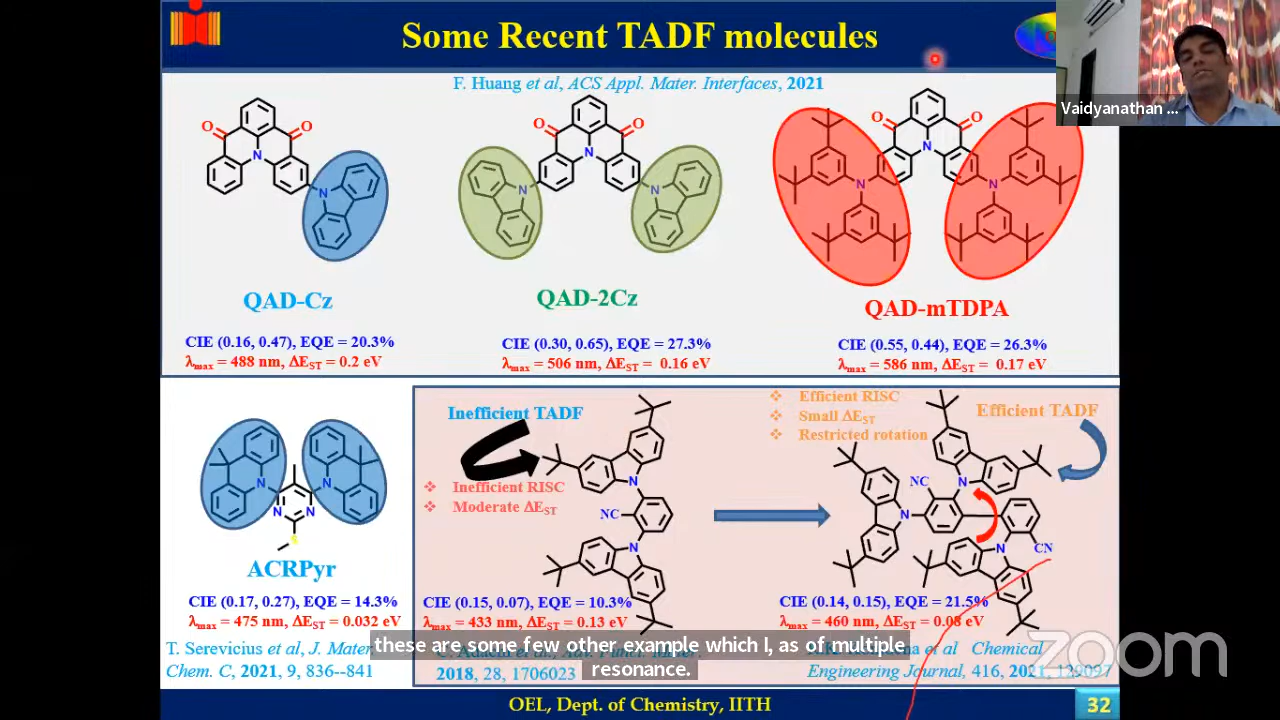 Some Recent TADF molecules
F. Huang et al, ACS Appl. Mater. Interfaces, 2021
Vaidyanathan ...
O O
N
N
O O
N
N N
O O
N
N N
QAD-Cz
QAD-2Cz
QAD-mTDPA
CIE (0.16, 0.47), EQE = 20.3%
λmax = 488 nm, ΔEST = 0.2 eV
CIE (0.30, 0.65), EQE = 27.3%
λmax = 506 nm, ΔEST = 0.16 eV
CIE (0.55, 0.44), EQE = 26.3%
λmax = 586 nm, ΔEST = 0.17 eV
N N
N N
S
ACRPyr
CIE (0.17, 0.27), EQE = 14.3%
λmax = 475 nm, ΔEST = 0.032 eV
T. Serevicius et al, J. Mater.
Chem. C, 2021, 9, 836--841
Inefficient TADF
❖ Inefficient RISC
❖ Moderate ΔEST
N
NC
N
CIE (0.15, 0.07), EQE = 10.3%
λmax = 433 nm, ΔEST = 0.13 eV
2018, 28, 1706023
❖ Efficient RISC
❖ Small ΔEST
❖ Restricted rotation
Efficient TADF
NC N
N
N CN
CIE (0.14, 0.15), EQE = 21.5%
λmax = 460 nm, ΔEST = 0.08 eV
et al Chemical
Engineering Journal, 416, 2021, 129097
these are some few other example which I, as of multiple
resonance.
zoom
OEL, Dept. of Chemistry, IITH
32